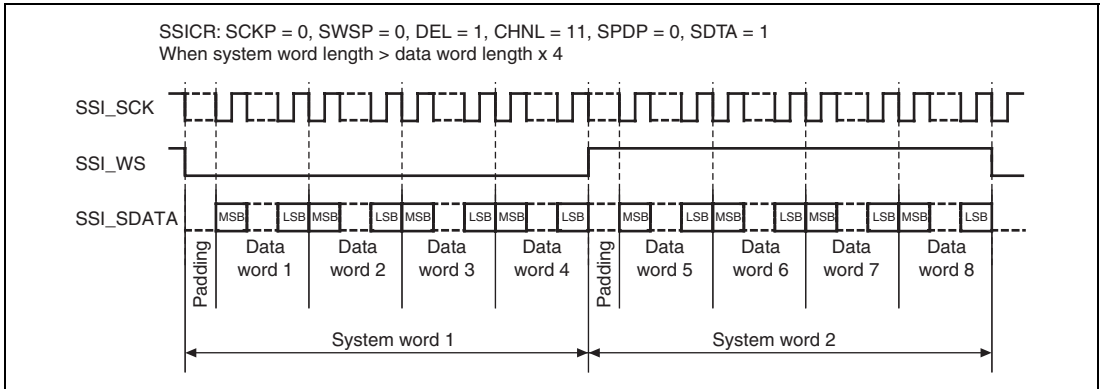 SSICR: SCKP = 0, SWSP = 0, DEL = 1, CHNL = 11, SPDP = 0, SDTA = 1
When system word length > data word length x 4
SSI_SCK
SSI_WS
SSI_SDATA
MSB LSB MSB LSB MSB LSB MSB LSB MSB LSB MSB LSB MSB LSB MSB LSB
Padding Data word 1 Data word 2 Data word 3 Data word 4 Padding Data word 5 Data word 6 Data word 7 Data word 8
System word 1 System word 2